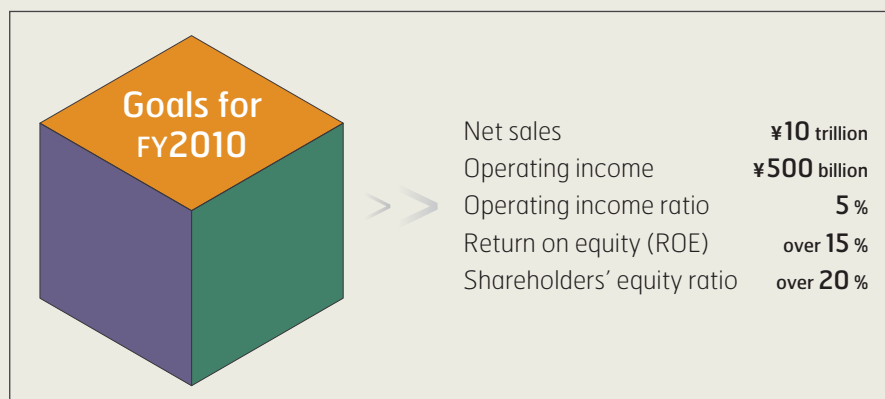 Goals for
FY2010
Net sales ¥10 trillion
Operating income ¥500 billion
Operating income ratio 5 %
Return on equity (ROE) over 15 %
Shareholders’ equity ratio over 20 %